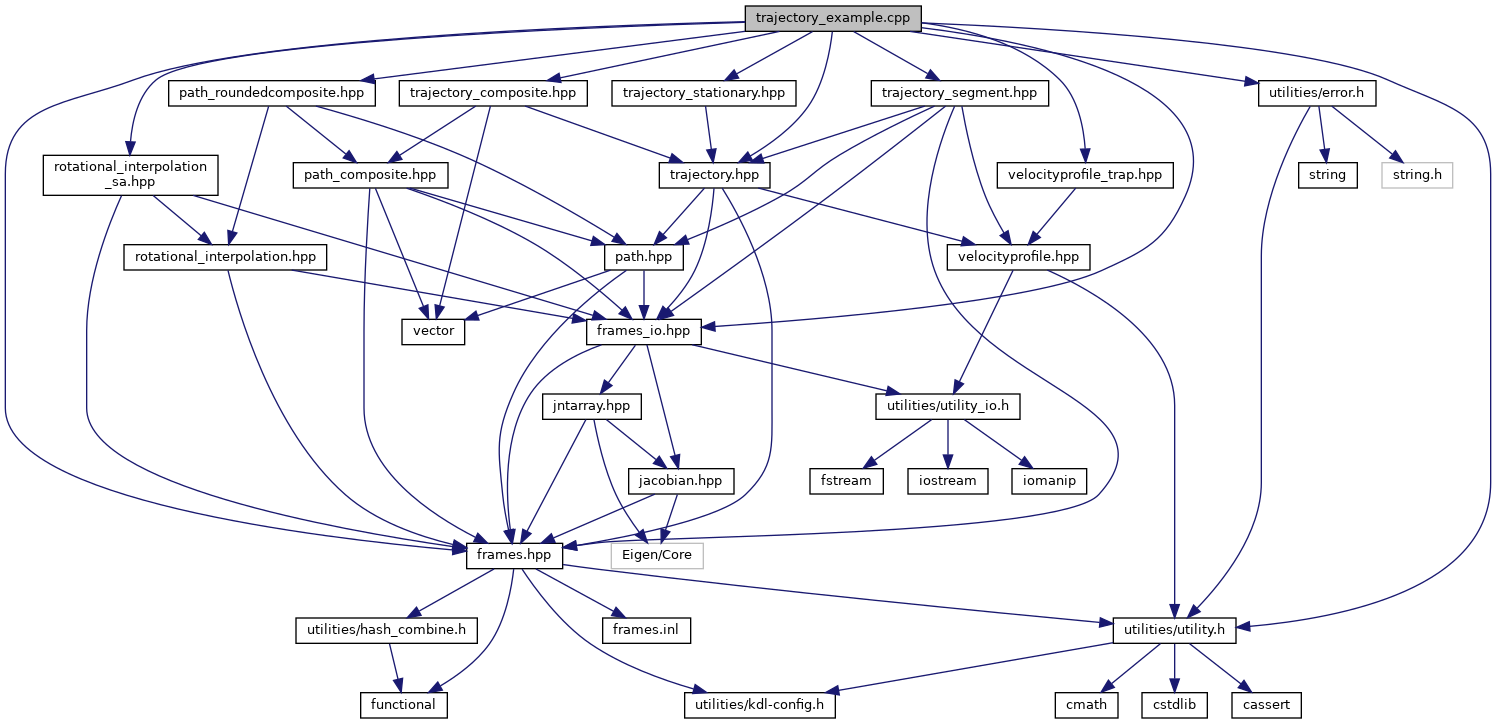 trajectory_example.cpp
path_roundedcomposite.hpp
trajectory_composite.hpp
trajectory_stationary.hpp
trajectory_segment.hpp
utilities/error.h
rotational_interpolation
_sa.hpp
path_composite.hpp
trajectory.hpp
velocityprofile_trap.hpp
string
string.h
rotational_interpolation.hpp
path.hpp
velocityprofile.hpp
vector
frames_io.hpp
jntarray.hpp
utilities/utility_io.h
jacobian.hpp
fstream
iostream
iomanip
frames.hpp
Eigen/Core
utilities/hash_combine.h
frames.inl
utilities/utility.h
functional
utilities/kdl-config.h
cmath
cstdlib
cassert